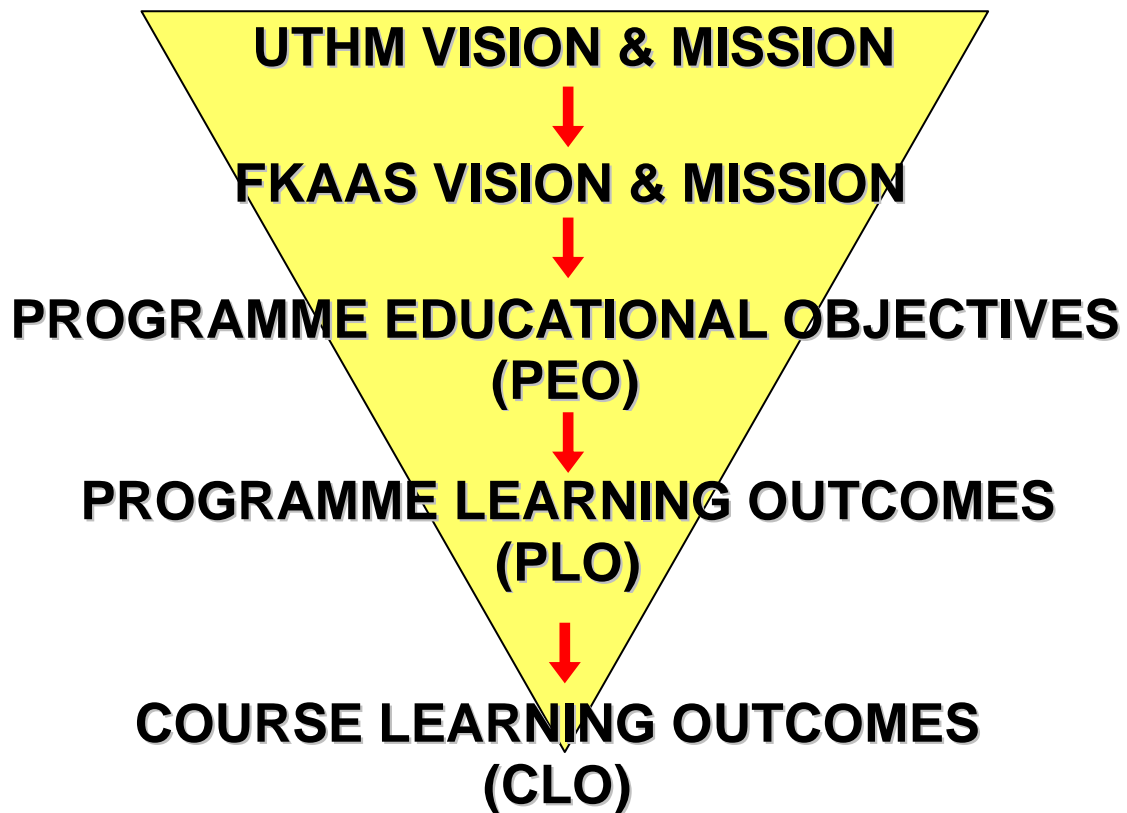 UTHM VISION & MISSION
FKAAS VISION & MISSION
PROGRAMME EDUCATIONAL OBJECTIVES
(PEO)
PROGRAMME LEARNING OUTCOMES
(PLO)
COURSE LEARNING OUTCOMES
(CLO)